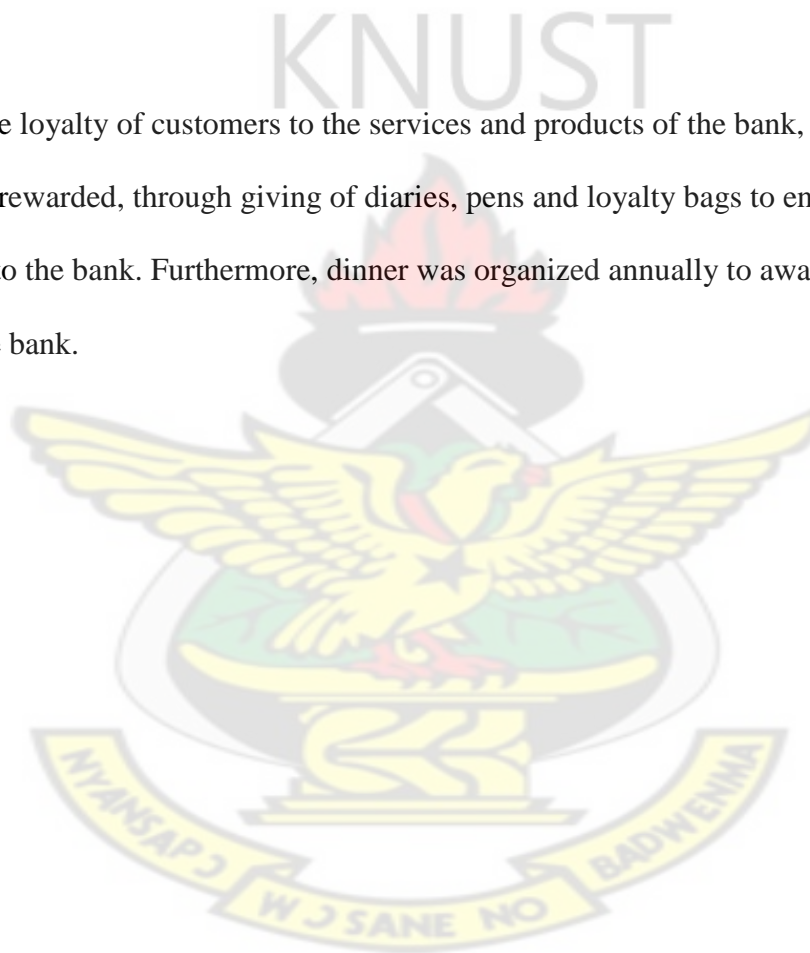 KNUST
e loyalty of customers to the services and products of the bank,
rewarded, through giving of diaries, pens and loyalty bags to en
to the bank. Furthermore, dinner was organized annually to awa
bank.
NYANSAPƆ WƆSANE NO BADWENMA